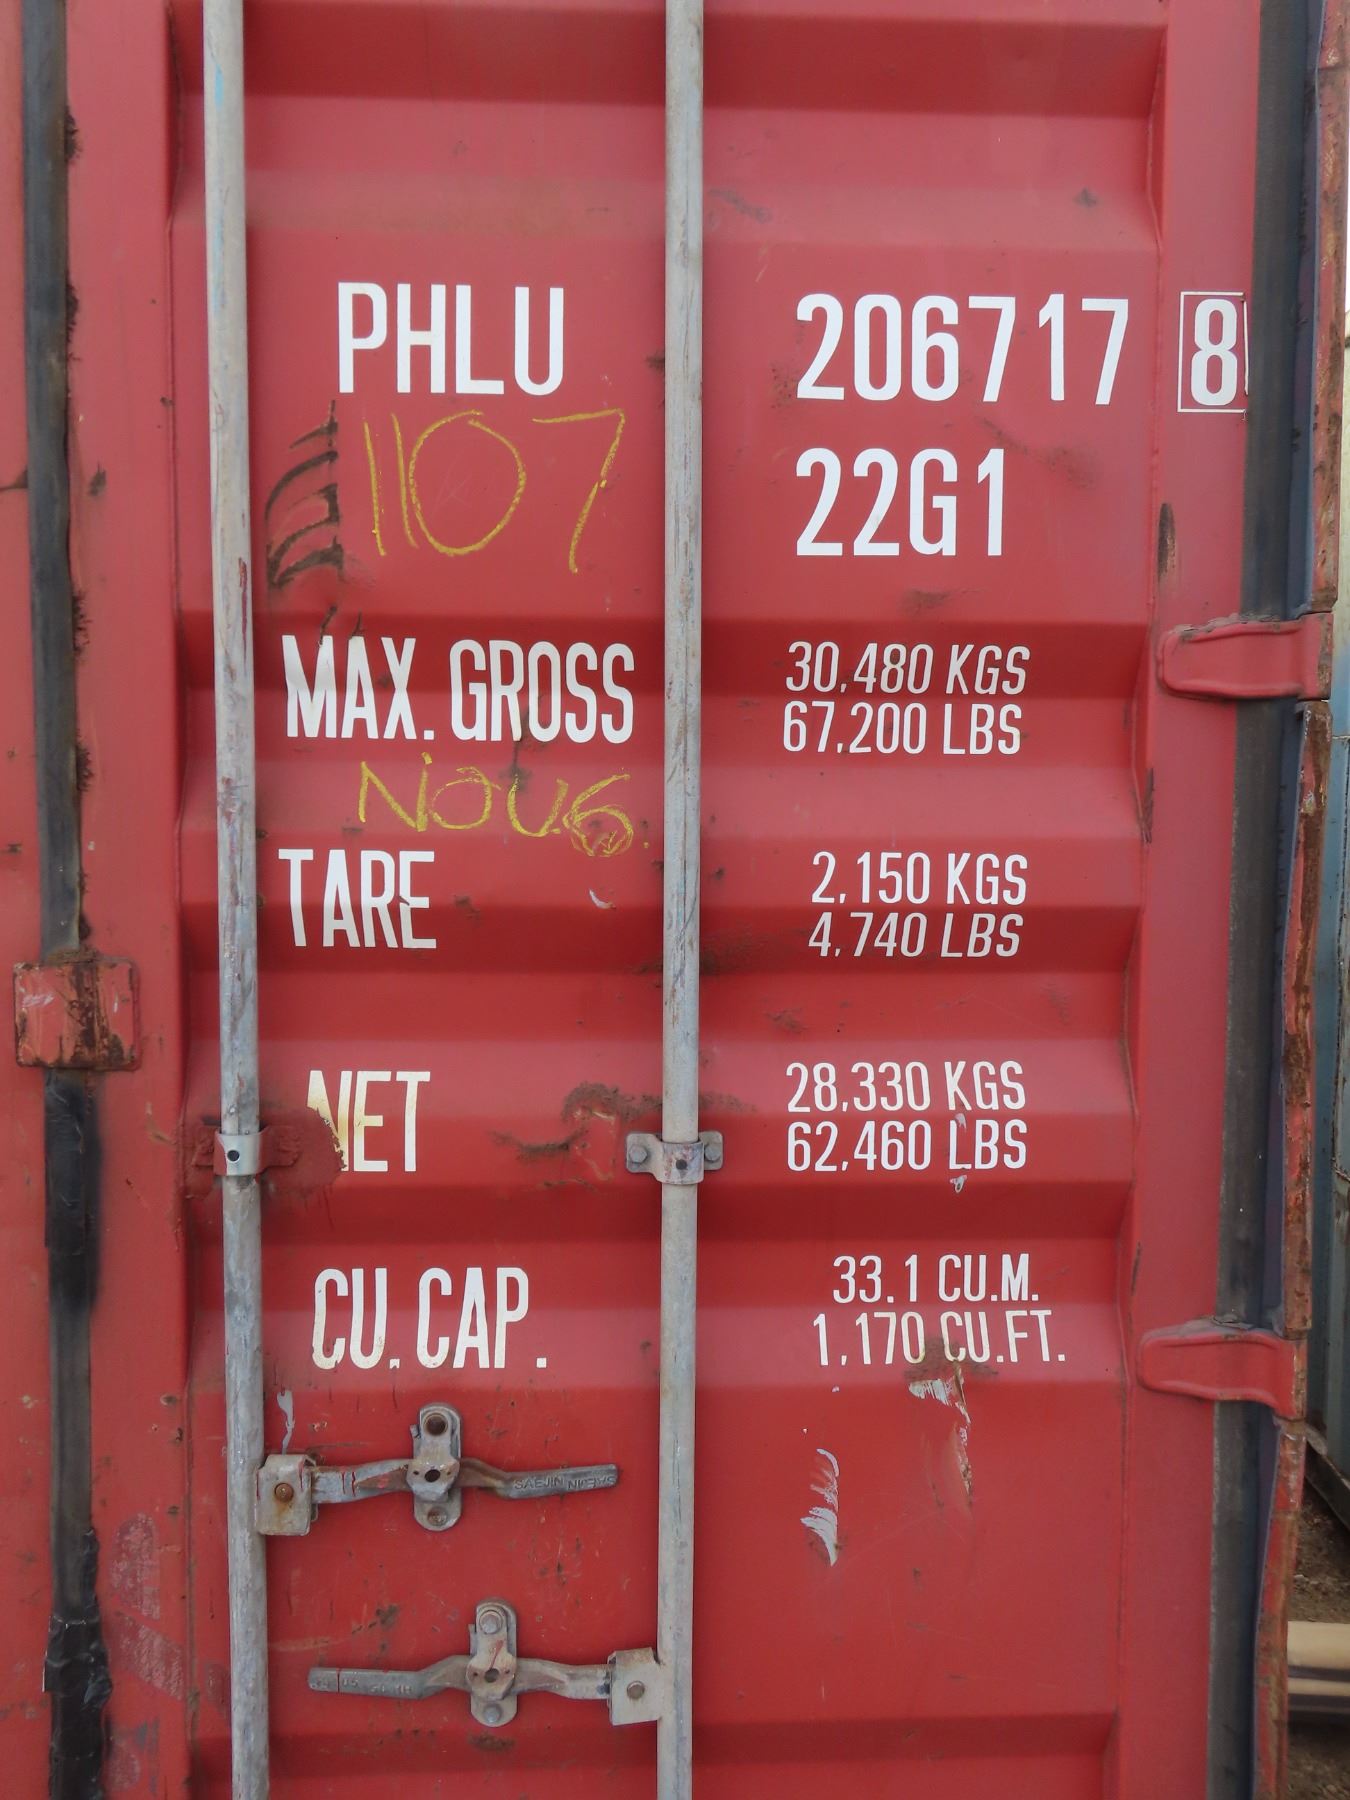 PHLU 206717 8
1107 22G1
MAX. GROSS 30,480 KGS
67,200 LBS
TARE 2,150 KGS
4,740 LBS
NET 28,330 KGS
62,460 LBS
CU. CAP. 33.1 CU.M.
1,170 CU.FT.
SAEJIN